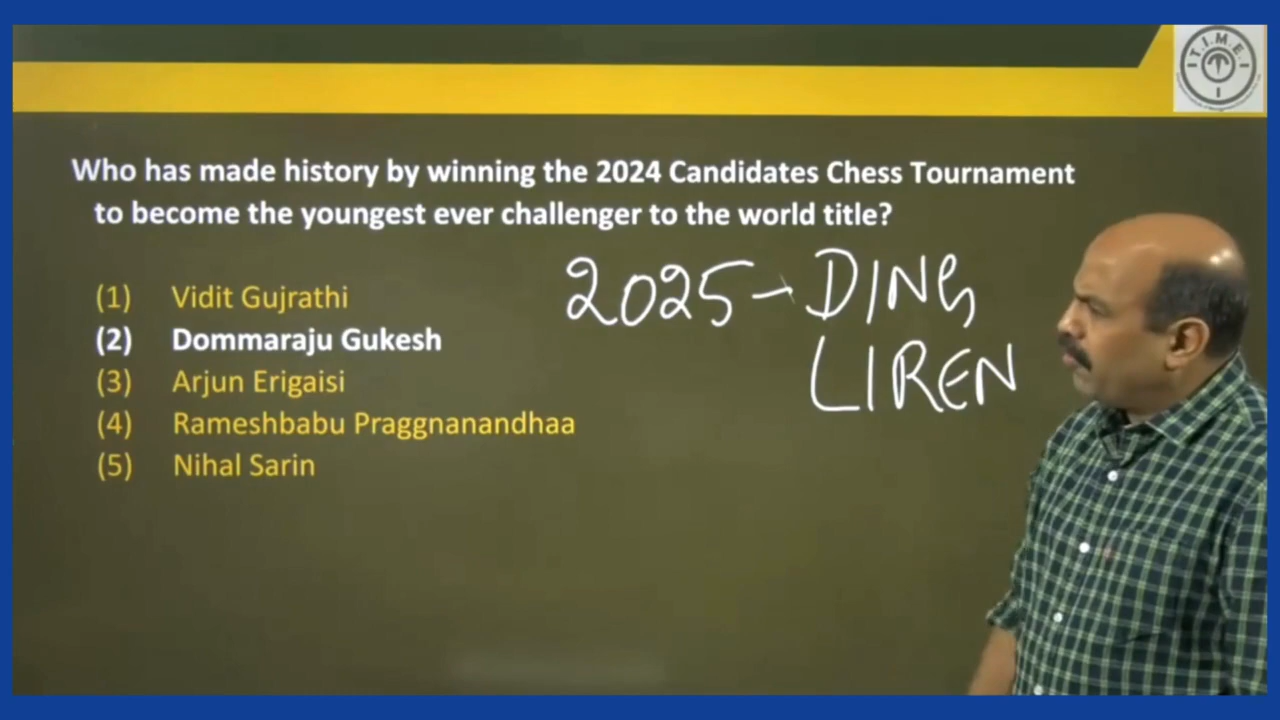 T.I.M.E.
Who has made history by winning the 2024 Candidates Chess Tournament
to become the youngest ever challenger to the world title?
(1) Vidit Gujrathi
(2) Dommaraju Gukesh
(3) Arjun Erigaisi
(4) Rameshbabu Praggnanandhaa
(5) Nihal Sarin
2025 - DING
LIREN